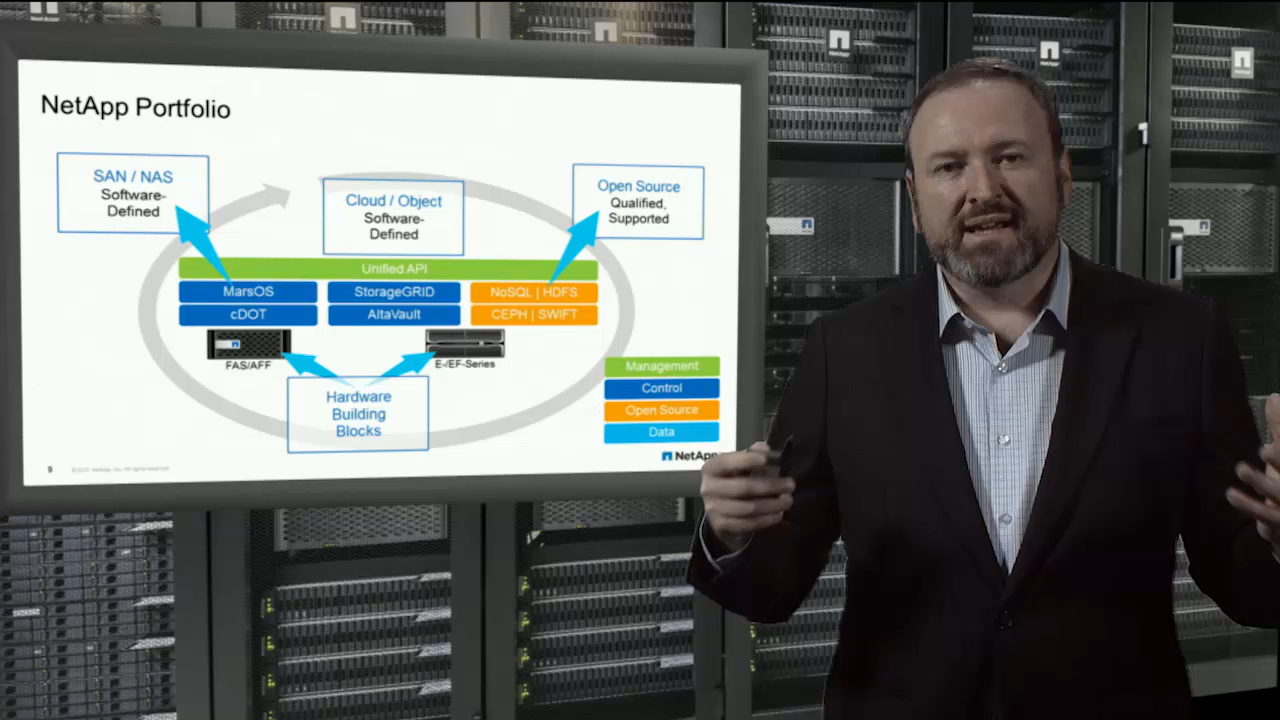 NetApp Portfolio
SAN / NAS
Software-
Defined
Cloud / Object
Software-
Defined
Open Source
Qualified,
Supported
Unified API
MarsOS
StorageGRID
NoSQL | HDFS
cDOT
AltaVault
CEPH | SWIFT
FAS/AFF
E-/EF-Series
Hardware
Building
Blocks
Management
Control
Open Source
Data
9
NetApp